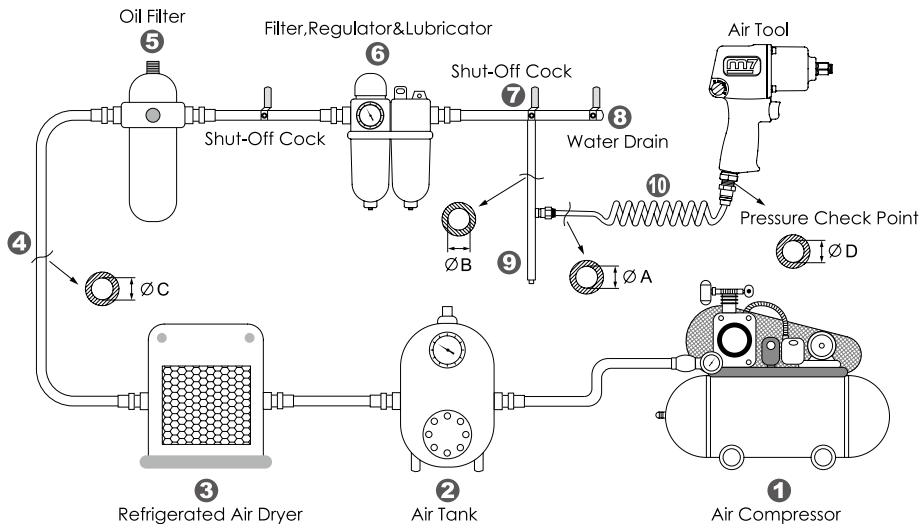 Oil Filter
5
Filter,Regulator&Lubricator
6
Shut-Off Cock
7
Air Tool
M7
Shut-Off Cock
8
Water Drain
10
Pressure Check Point
4
ØB
9
ØA
ØD
ØC
3
Refrigerated Air Dryer
2
Air Tank
1
Air Compressor